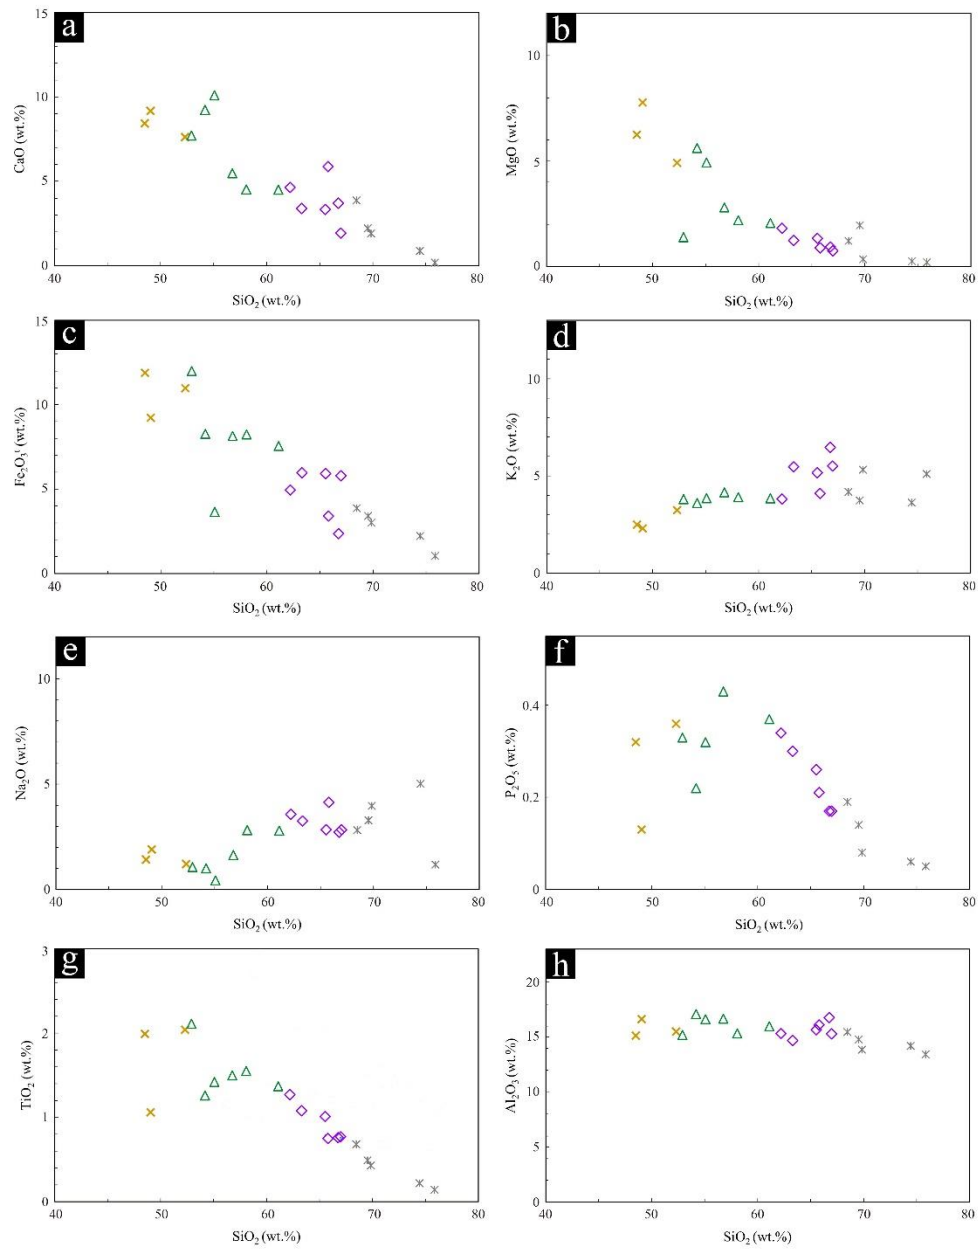 a
15
10
5
0
CaO (wt.%)
40 50 60 70 80
SiO₂ (wt.%)
b
10
5
0
MgO (wt.%)
40 50 60 70 80
SiO₂ (wt.%)
c
15
10
5
0
Fe₂O₃ᵗ (wt.%)
40 50 60 70 80
SiO₂ (wt.%)
d
10
5
0
K₂O (wt.%)
40 50 60 70 80
SiO₂ (wt.%)
e
10
5
0
Na₂O (wt.%)
40 50 60 70 80
SiO₂ (wt.%)
f
0.4
0.2
0
P₂O₅ (wt.%)
40 50 60 70 80
SiO₂ (wt.%)
g
3
2
1
0
TiO₂ (wt.%)
40 50 60 70 80
SiO₂ (wt.%)
h
20
15
10
5
0
Al₂O₃ (wt.%)
40 50 60 70 80
SiO₂ (wt.%)